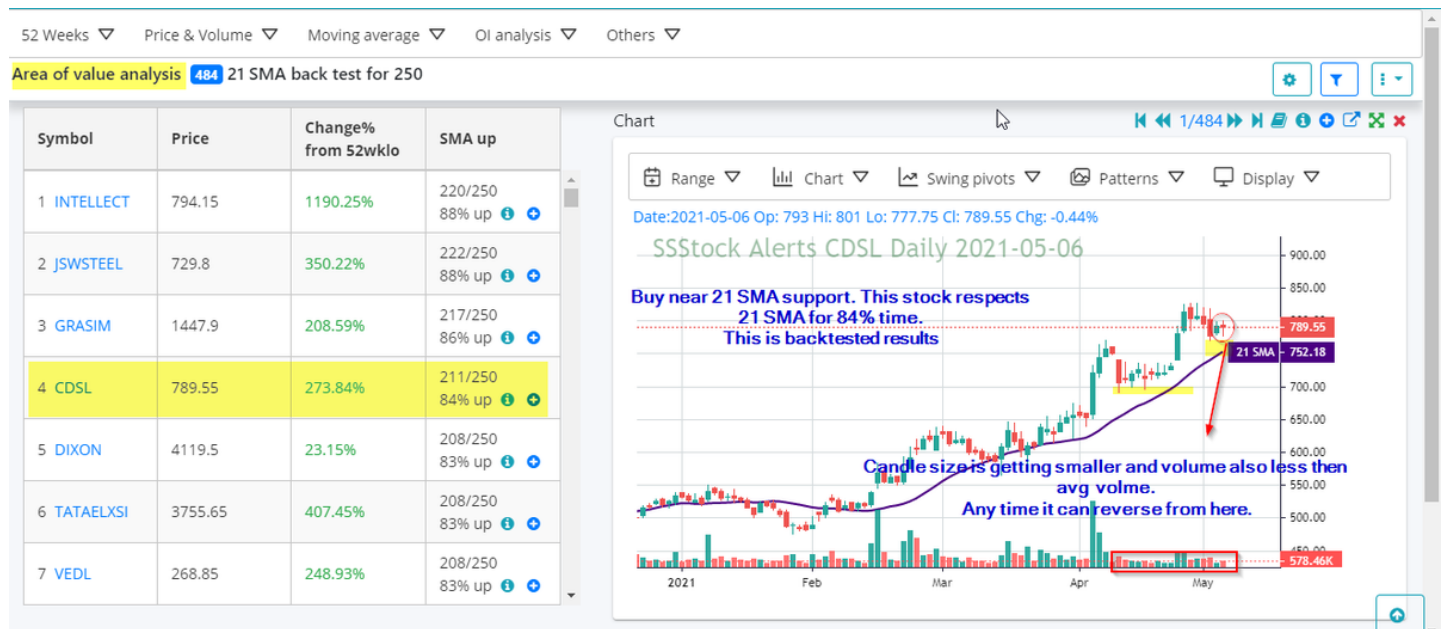 52 Weeks Price & Volume Moving average OI analysis Others
Area of value analysis 484 21 SMA back test for 250
Symbol Price Change% from 52wklo SMA up
1 INTELLECT 794.15 1190.25% 220/250 88% up
2 JSWSTEEL 729.8 350.22% 222/250 88% up
3 GRASIM 1447.9 208.59% 217/250 86% up
4 CDSL 789.55 273.84% 211/250 84% up
5 DIXON 4119.5 23.15% 208/250 83% up
6 TATAELXSI 3755.65 407.45% 208/250 83% up
7 VEDL 268.85 248.93% 208/250 83% up
Chart 1/484
Range Chart Swing pivots Patterns Display
Date:2021-05-06 Op: 793 Hi: 801 Lo: 777.75 Cl: 789.55 Chg: -0.44%
SSStock Alerts CDSL Daily 2021-05-06
Buy near 21 SMA support. This stock respects
21 SMA for 84% time.
This is backtested results
Candle size is getting smaller and volume also less then
avg volme.
Any time it can reverse from here.
900.00
850.00
789.55
21 SMA 752.18
700.00
650.00
600.00
550.00
500.00
450.00
578.46K
2021 Feb Mar Apr May